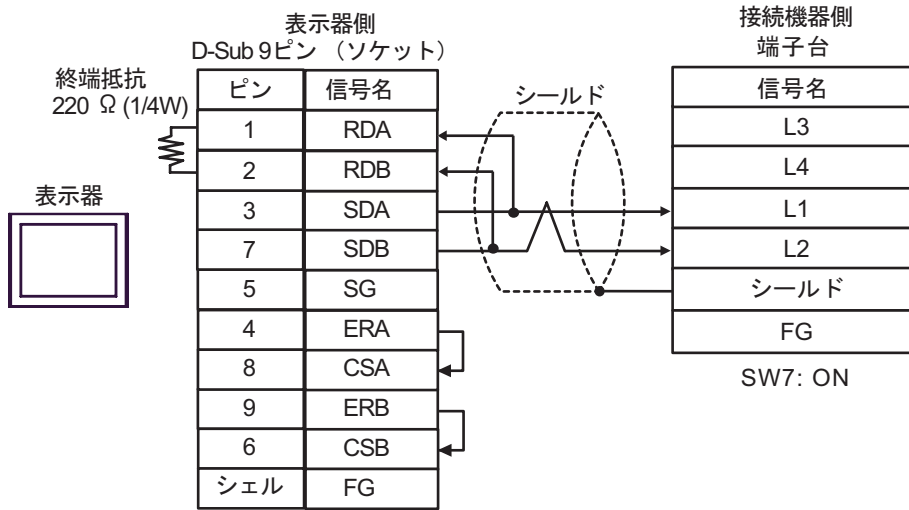 表示器側
D-Sub 9ピン （ソケット）
終端抵抗
220 Ω (1/4W)
表示器
ピン 信号名
1 RDA
2 RDB
3 SDA
7 SDB
5 SG
4 ERA
8 CSA
9 ERB
6 CSB
シェル FG
シールド
接続機器側
端子台
信号名
L3
L4
L1
L2
シールド
FG
SW7: ON